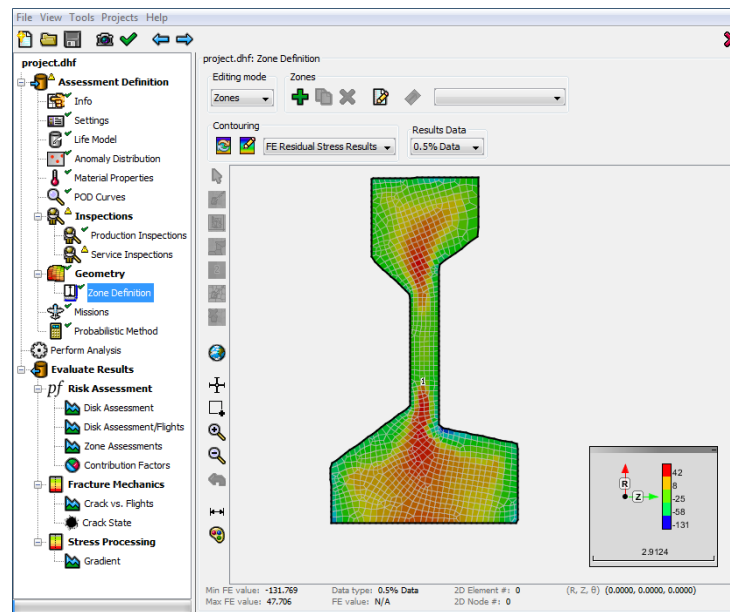 File View Tools Projects Help
project.dhf
Assessment Definition
Info
Settings
Life Model
Anomaly Distribution
Material Properties
POD Curves
Inspections
Production Inspections
Service Inspections
Geometry
Zone Definition
Missions
Probabilistic Method
Perform Analysis
Evaluate Results
pf Risk Assessment
Disk Assessment
Disk Assessment/Flights
Zone Assessments
Contribution Factors
Fracture Mechanics
Crack vs. Flights
Crack State
Stress Processing
Gradient
project.dhf: Zone Definition
Editing mode
Zones
Zones
Contouring
FE Residual Stress Results
Results Data
0.5% Data
1
R
Z
42
8
-25
-58
-131
2.9124
Min FE value: -131.769 Data type: 0.5% Data 2D Element #: 0 (R, Z, θ) (0.0000, 0.0000, 0.0000)
Max FE value: 47.706 FE value: N/A 2D Node #: 0